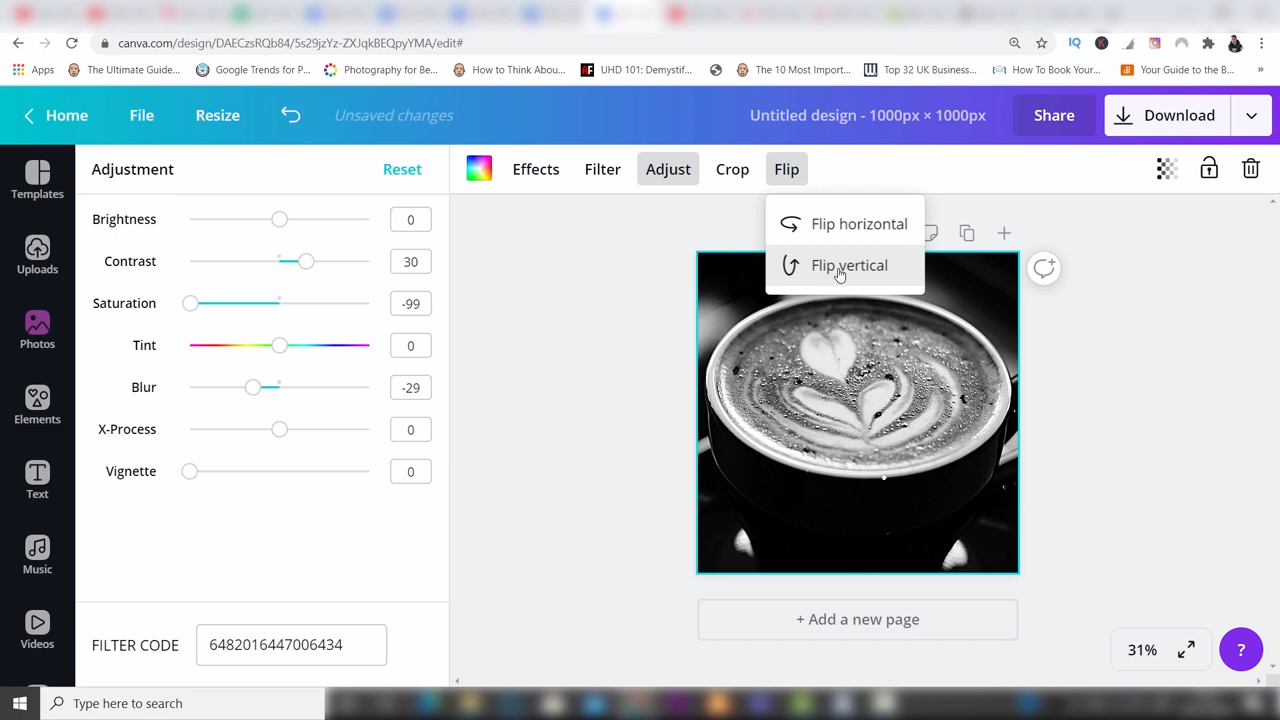 canva.com/design/DAECzsRQb84/5s29jzYz-ZXJqkBEQpyYMA/edit#
Apps
The Ultimate Guide...
Google Trends for P...
Photography for Be...
How to Think Abou...
UHD 101: Demystif...
The 10 Most Import...
Top 32 UK Business...
How To Book Your...
Your Guide to the B...
Home
File
Resize
Unsaved changes
Untitled design - 1000px × 1000px
Share
Download
Templates
Uploads
Photos
Elements
Text
Music
Videos
Adjustment
Reset
Brightness 0
Contrast 30
Saturation -99
Tint 0
Blur -29
X-Process 0
Vignette 0
FILTER CODE 6482016447006434
Effects
Filter
Adjust
Crop
Flip
Flip horizontal
Flip vertical
+ Add a new page
31%
?
Type here to search